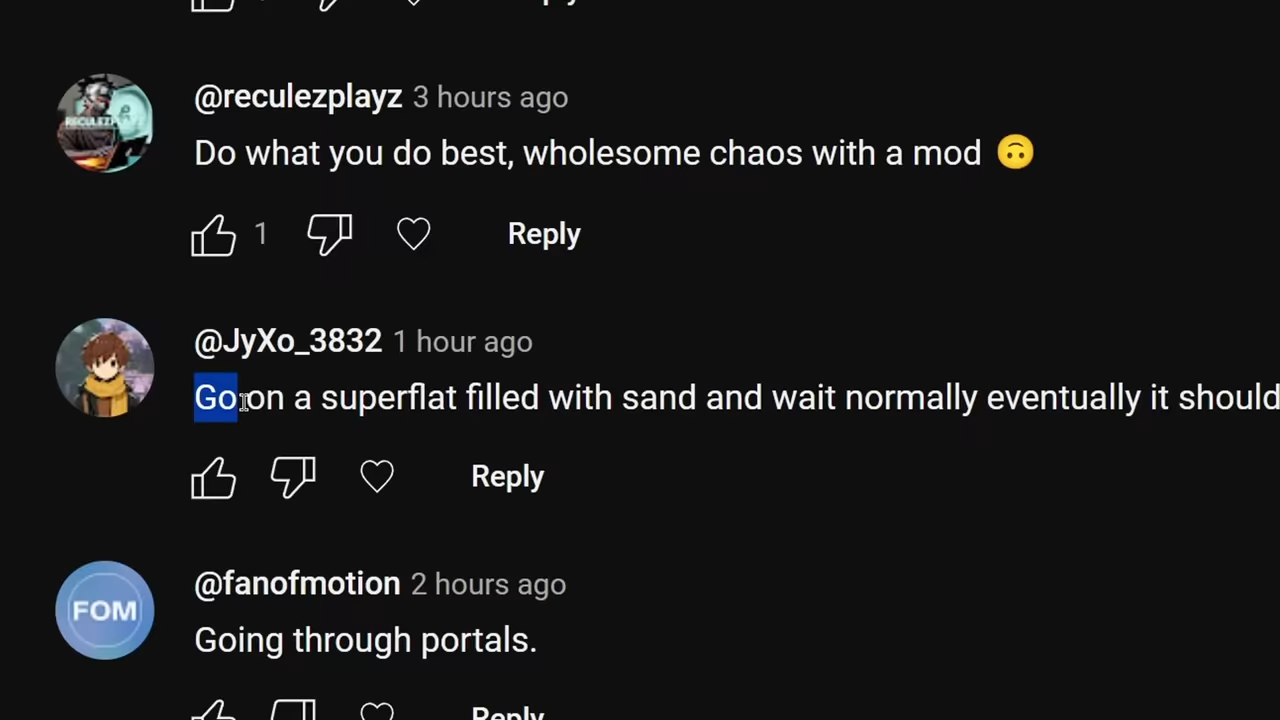 @reculezplayz 3 hours ago
Do what you do best, wholesome chaos with a mod 🙃
1 Reply
@JyXo_3832 1 hour ago
Go on a superflat filled with sand and wait normally eventually it should
Reply
@fanofmotion 2 hours ago
FOM
Going through portals.
Reply